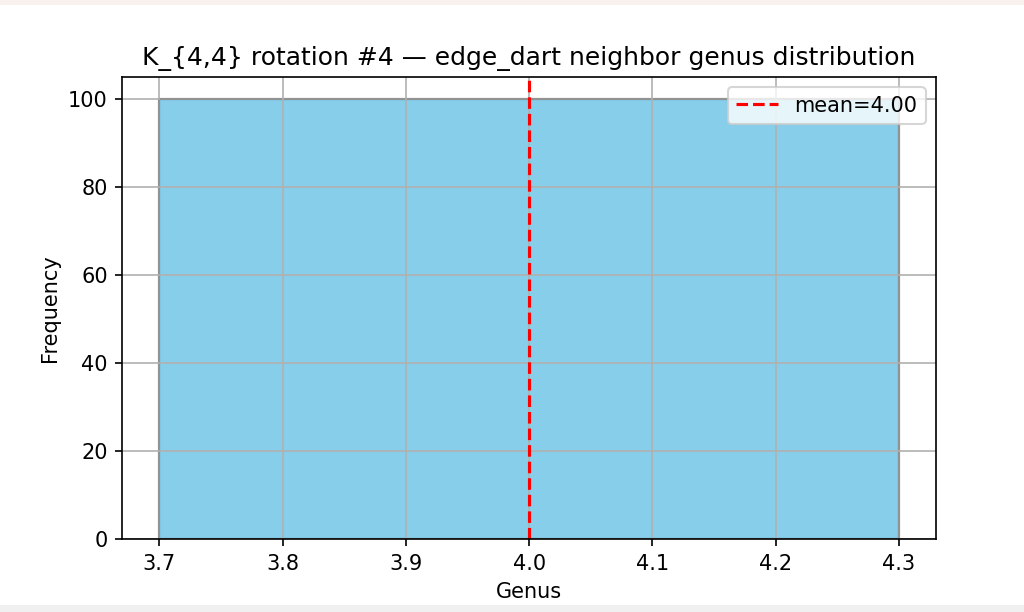 K_{4,4} rotation #4 — edge_dart neighbor genus distribution
mean=4.00
100
80
60
40
20
0
Frequency
3.7 3.8 3.9 4.0 4.1 4.2 4.3
Genus